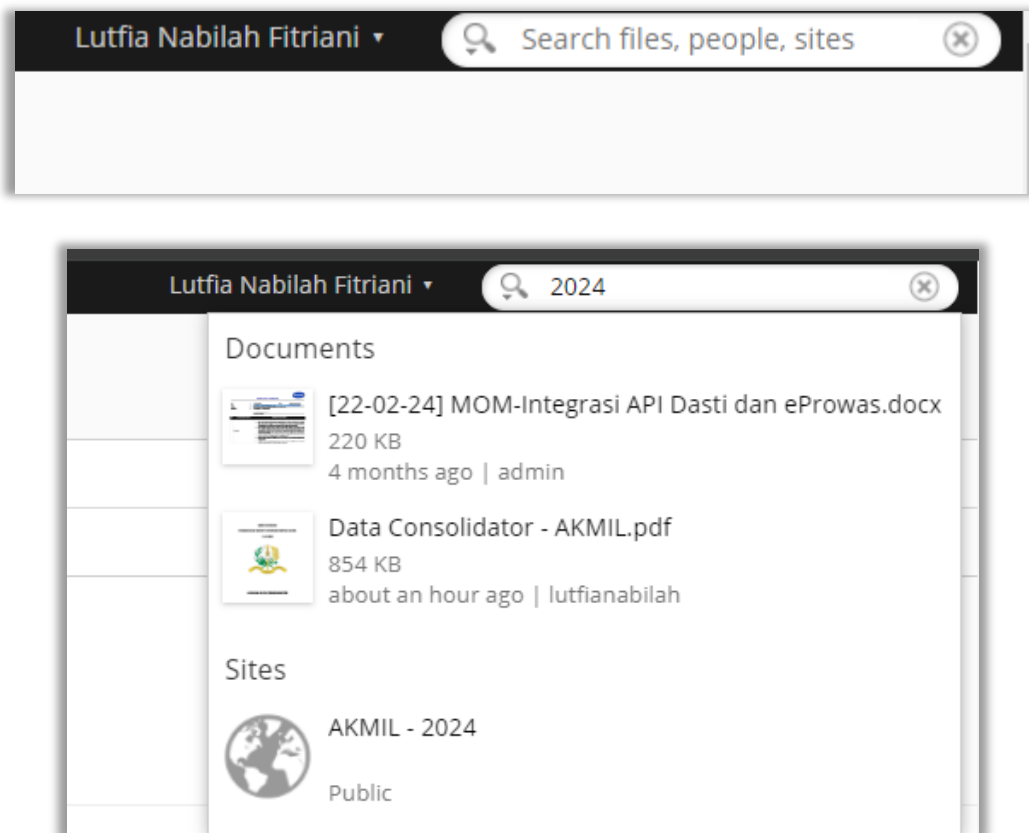 Lutfia Nabilah Fitriani ▾ Search files, people, sites
Lutfia Nabilah Fitriani ▾ 2024
Documents
[22-02-24] MOM-Integrasi API Dasti dan eProwas.docx
220 KB
4 months ago | admin
Data Consolidator - AKMIL.pdf
854 KB
about an hour ago | lutfianabilah
Sites
AKMIL - 2024
Public